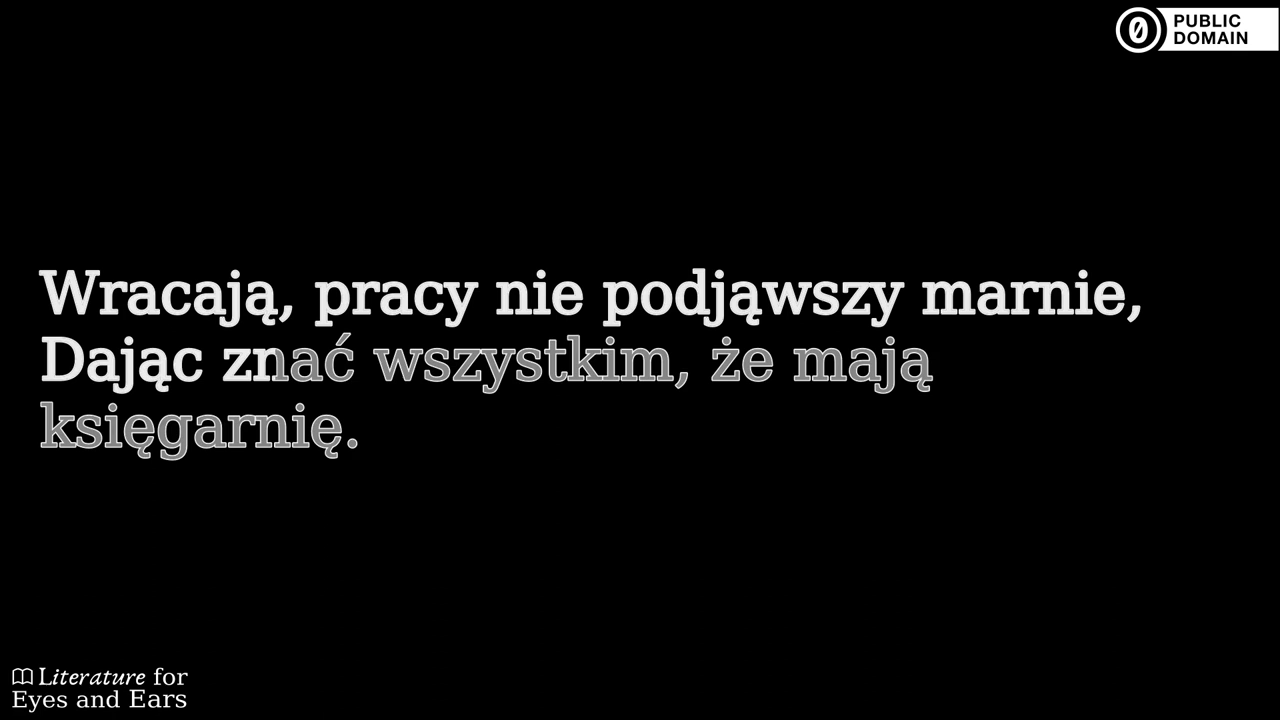 PUBLIC
DOMAIN
Wracają, pracy nie podjąwszy marnie,
Dając znać wszystkim, że mają
księgarnię.
Literature for
Eyes and Ears